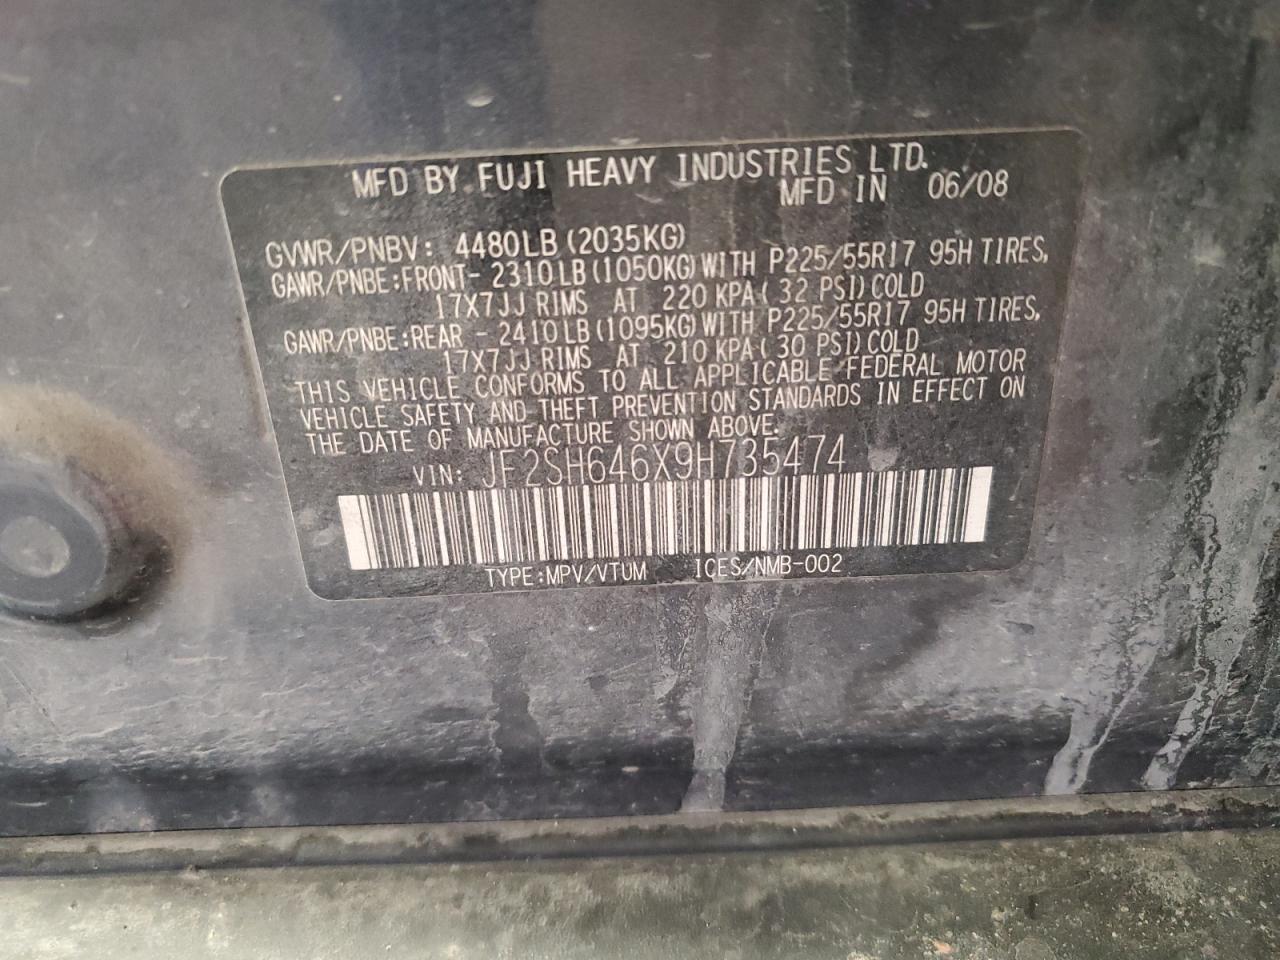 MFD BY FUJI HEAVY INDUSTRIES LTD.
MFD IN 06/08
GVWR/PNBV: 4480LB (2035KG)
GAWR/PNBE:FRONT- 2310LB (1050KG) WITH P225/55R17 95H TIRES,
17X7JJ RIMS AT 220 KPA ( 32 PSI) COLD
GAWR/PNBE:REAR - 2410LB (1095KG) WITH P225/55R17 95H TIRES,
17X7JJ RIMS AT 210 KPA ( 30 PSI) COLD
THIS VEHICLE CONFORMS TO ALL APPLICABLE FEDERAL MOTOR
VEHICLE SAFETY AND THEFT PREVENTION STANDARDS IN EFFECT ON
THE DATE OF MANUFACTURE SHOWN ABOVE.
VIN: JF2SH646X9H735474
TYPE:MPV/VTUM ICES/NMB-002